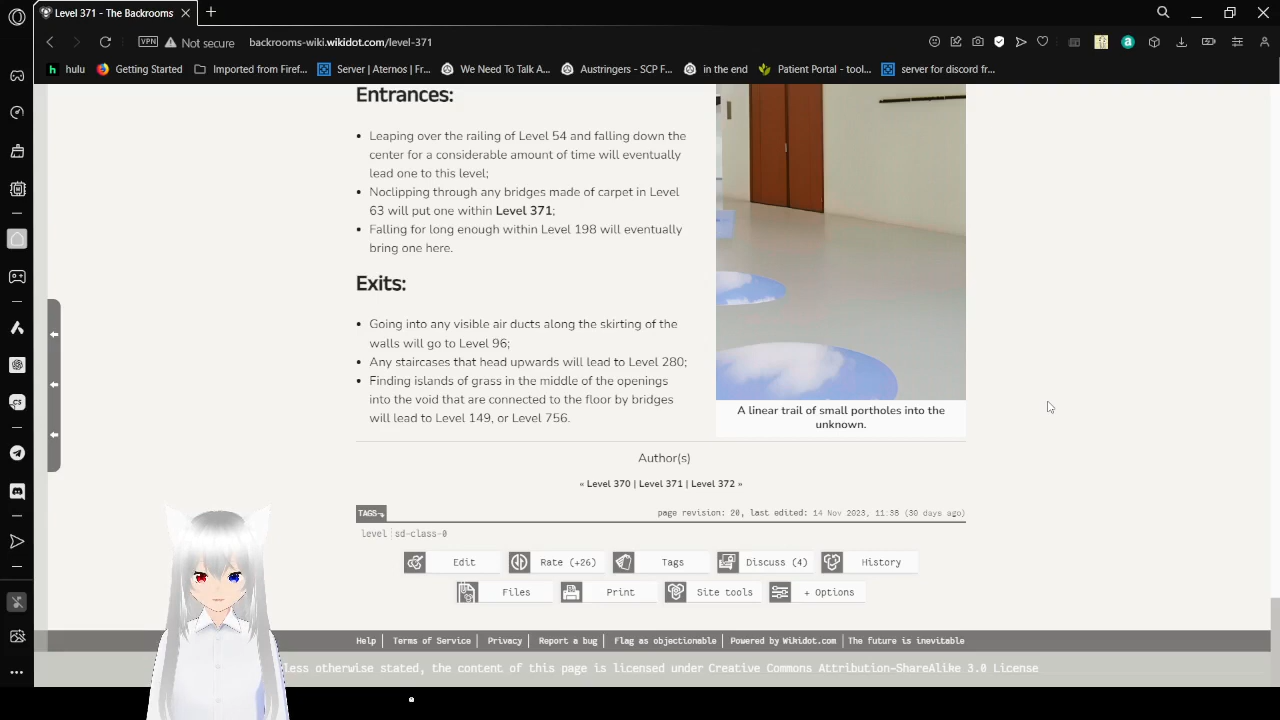 Level 371 - The Backrooms
VPN
Not secure
backrooms-wiki.wikidot.com/level-371
hulu
Getting Started
Imported from Firef...
Server | Aternos | Fr...
We Need To Talk A...
Austringers - SCP F...
in the end
Patient Portal - tool...
server for discord fr...
Entrances:
Leaping over the railing of Level 54 and falling down the
center for a considerable amount of time will eventually
lead one to this level;
Noclipping through any bridges made of carpet in Level
63 will put one within Level 371;
Falling for long enough within Level 198 will eventually
bring one here.
Exits:
Going into any visible air ducts along the skirting of the
walls will go to Level 96;
Any staircases that head upwards will lead to Level 280;
Finding islands of grass in the middle of the openings
into the void that are connected to the floor by bridges
will lead to Level 149, or Level 756.
A linear trail of small portholes into the
unknown.
Author(s)
« Level 370 | Level 371 | Level 372 »
TAGS
page revision: 20, last edited: 14 Nov 2023, 11:38 (30 days ago)
level sd-class-0
Edit
Rate (+26)
Tags
Discuss (4)
History
Files
Print
Site tools
+ Options
Help | Terms of Service | Privacy | Report a bug | Flag as objectionable | Powered by Wikidot.com | The future is inevitable
less otherwise stated, the content of this page is licensed under Creative Commons Attribution-ShareAlike 3.0 License